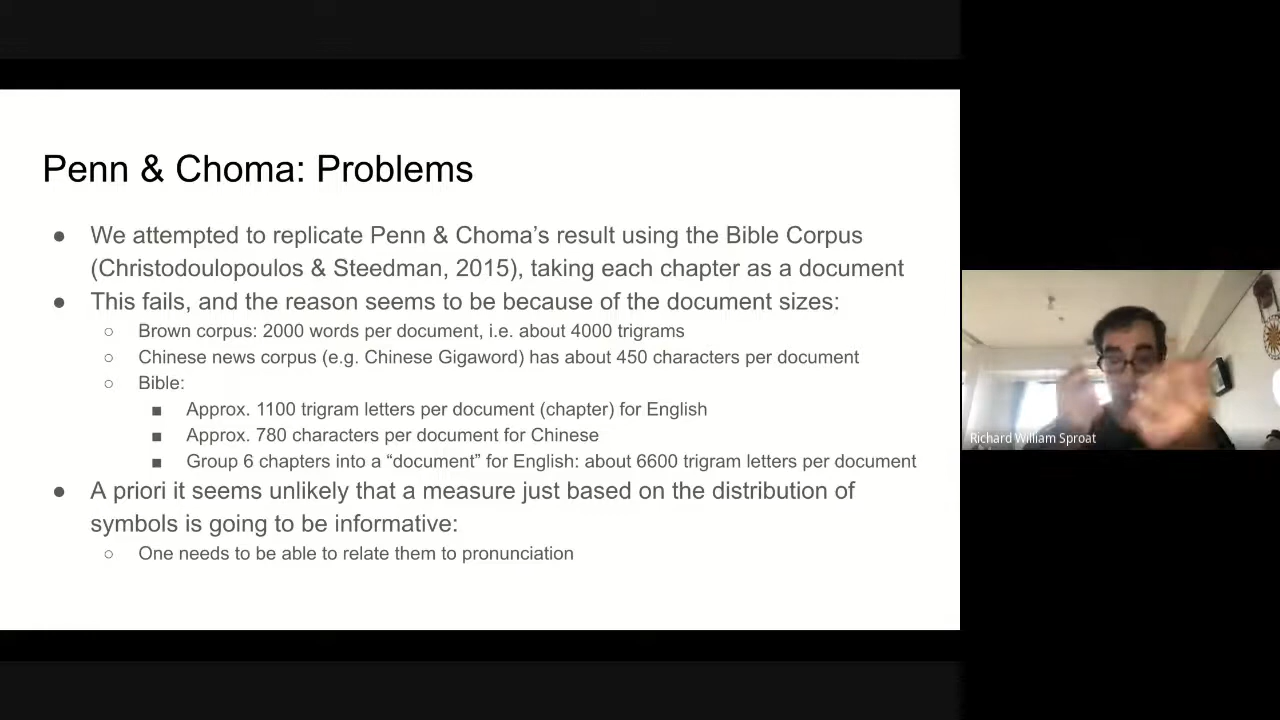 Penn & Choma: Problems
● We attempted to replicate Penn & Choma’s result using the Bible Corpus
(Christodoulopoulos & Steedman, 2015), taking each chapter as a document
● This fails, and the reason seems to be because of the document sizes:
○ Brown corpus: 2000 words per document, i.e. about 4000 trigrams
○ Chinese news corpus (e.g. Chinese Gigaword) has about 450 characters per document
○ Bible:
■ Approx. 1100 trigram letters per document (chapter) for English
■ Approx. 780 characters per document for Chinese
■ Group 6 chapters into a “document” for English: about 6600 trigram letters per document
● A priori it seems unlikely that a measure just based on the distribution of
symbols is going to be informative:
○ One needs to be able to relate them to pronunciation
Richard William Sproat